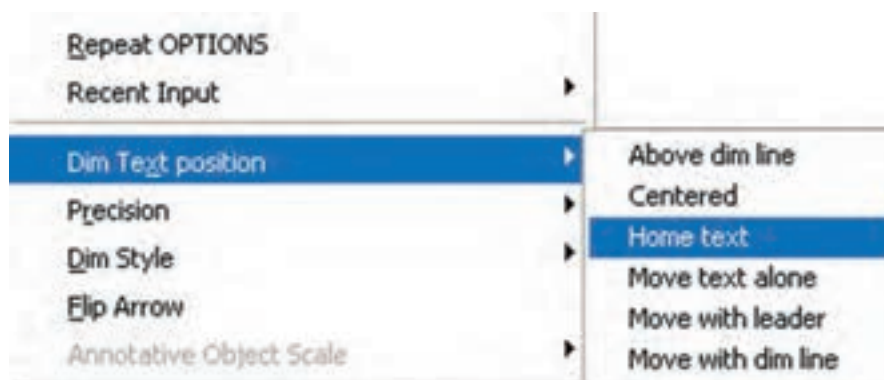 Repeat OPTIONS
Recent Input
Dim Text position
Precision
Dim Style
Flip Arrow
Annotative Object Scale
Above dim line
Centered
Home text
Move text alone
Move with leader
Move with dim line